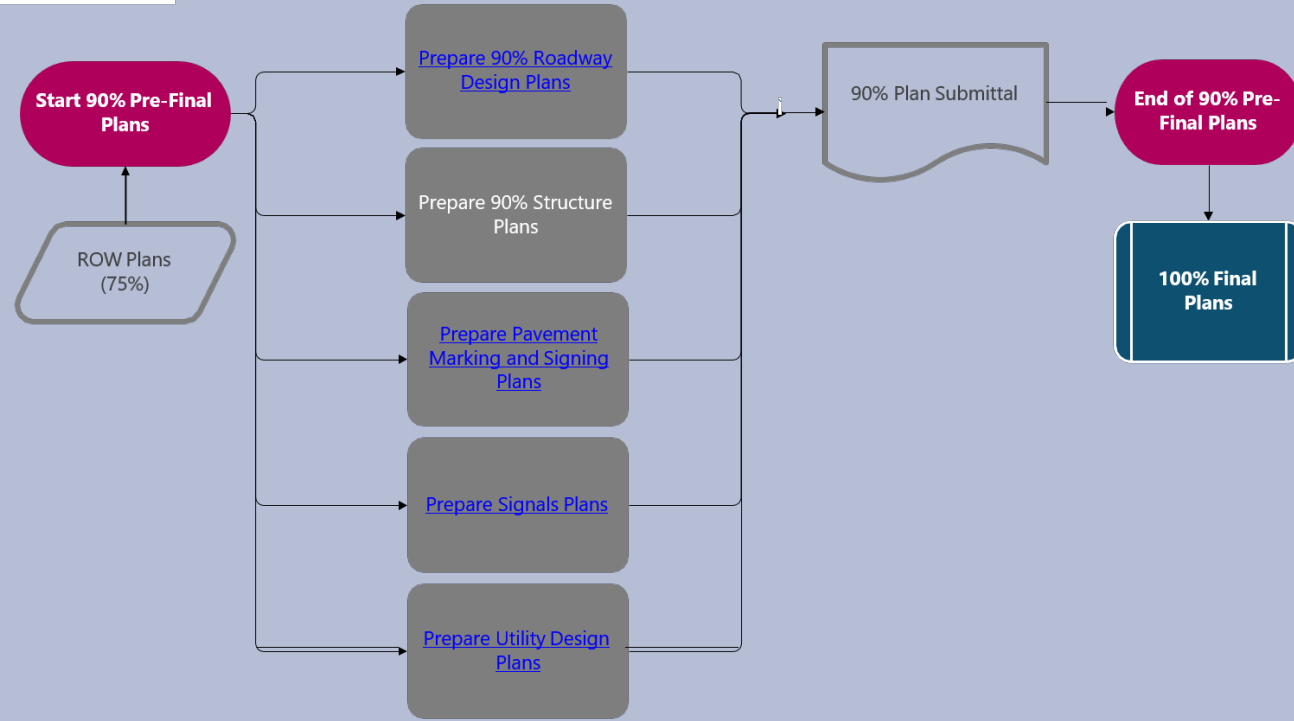 Start 90% Pre-Final
Plans
ROW Plans
(75%)
Prepare 90% Roadway
Design Plans
Prepare 90% Structure
Plans
Prepare Pavement
Marking and Signing
Plans
Prepare Signals Plans
Prepare Utility Design
Plans
90% Plan Submittal
End of 90% Pre-
Final Plans
100% Final
Plans